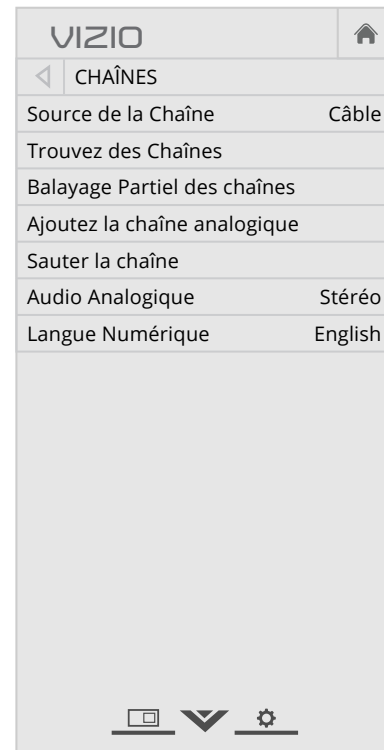 VIZIO
CHAÎNES
Source de la Chaîne Câble
Trouvez des Chaînes
Balayage Partiel des chaînes
Ajoutez la chaîne analogique
Sauter la chaîne
Audio Analogique Stéréo
Langue Numérique English